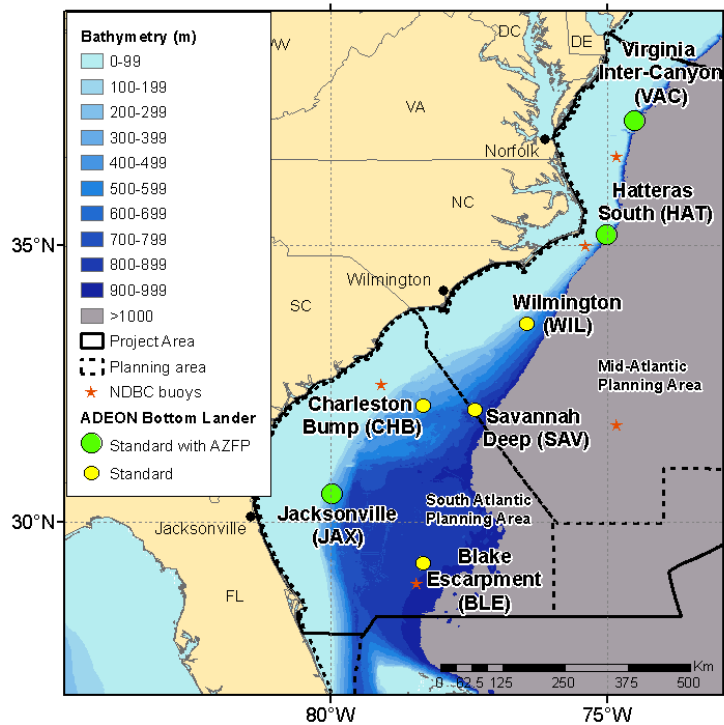 Bathymetry (m)
0-99
100-199
200-299
300-399
400-499
500-599
600-699
700-799
800-899
900-999
>1000
Project Area
Planning area
NDBC buoys
ADEON Bottom Lander
Standard with AZFP
Standard
DC
DE
VA
Norfolk
NC
Wilmington
SC
Jacksonville
FL
Virginia
Inter-Canyon
(VAC)
Hatteras
South (HAT)
Wilmington
(WIL)
Mid-Atlantic
Planning Area
Charleston
Bump (CHB)
Savannah
Deep (SAV)
Jacksonville
(JAX)
South Atlantic
Planning Area
Blake
Escarpment
(BLE)
35°N
30°N
80°W
75°W
Km
0 62.5 125 250 375 500